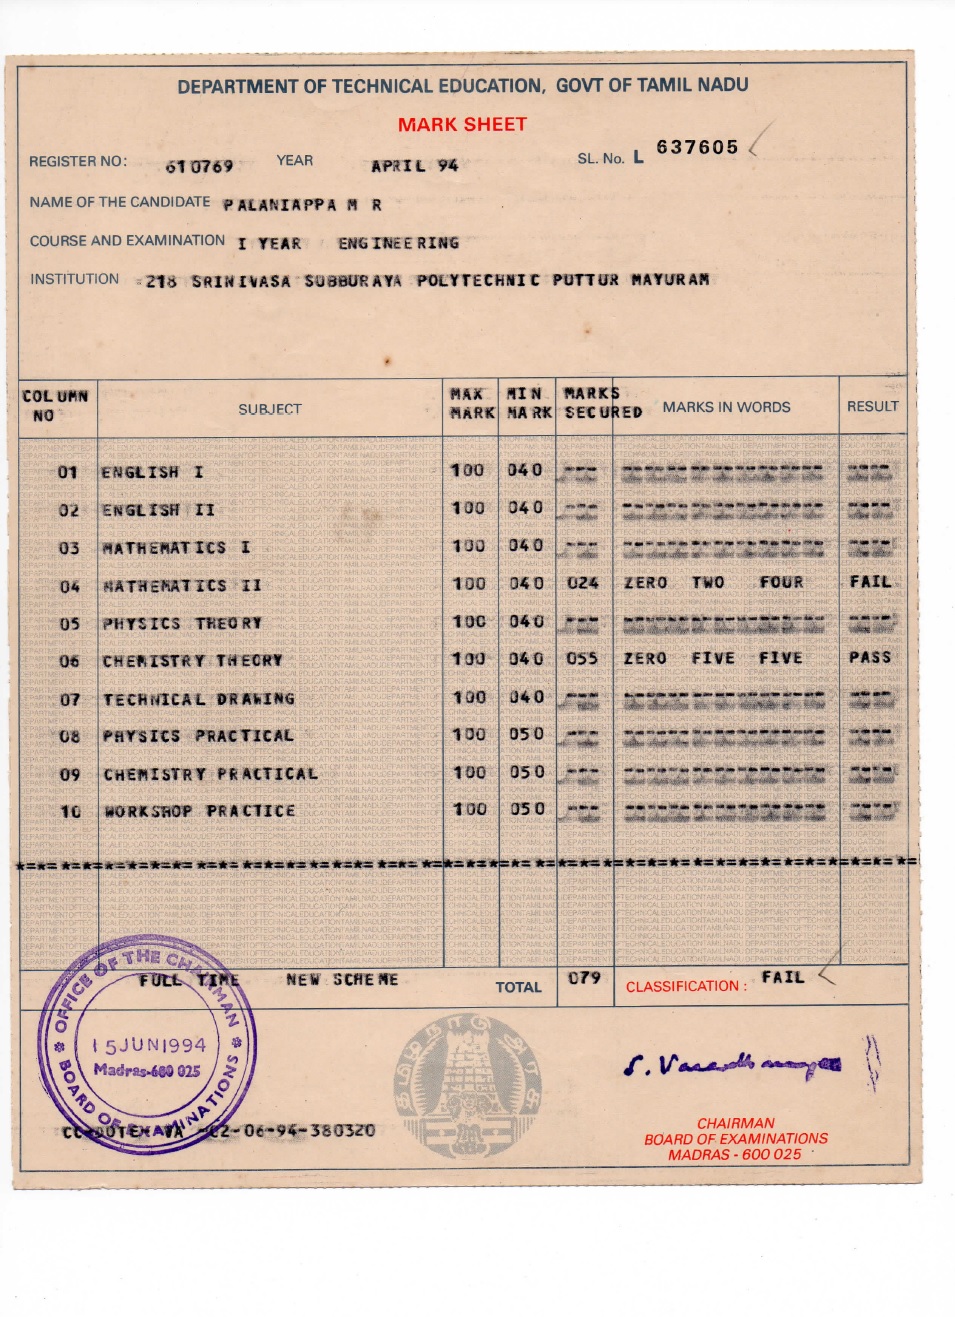 DEPARTMENT OF TECHNICAL EDUCATION, GOVT OF TAMIL NADU
MARK SHEET
REGISTER NO: 610769 YEAR APRIL 94 SL. No. L 637605
NAME OF THE CANDIDATE PALANIAPPA M R
COURSE AND EXAMINATION I YEAR ENGINEERING
INSTITUTION 218 SRINIVASA SUBBURAYA POLYTECHNIC PUTTUR MAYURAM
COLUMN NO SUBJECT MAX MARK MIN MARK MARKS SECURED MARKS IN WORDS RESULT
01 ENGLISH I 100 040 --- ---
02 ENGLISH II 100 040 --- ---
03 MATHEMATICS I 100 040 --- ---
04 MATHEMATICS II 100 040 024 ZERO TWO FOUR FAIL
05 PHYSICS THEORY 100 040 --- ---
06 CHEMISTRY THEORY 100 040 055 ZERO FIVE FIVE PASS
07 TECHNICAL DRAWING 100 040 --- ---
08 PHYSICS PRACTICAL 100 050 --- ---
09 CHEMISTRY PRACTICAL 100 050 --- ---
10 WORKSHOP PRACTICE 100 050 --- ---
FULL TIME NEW SCHEME TOTAL 079 CLASSIFICATION : FAIL
OFFICE OF THE CHAIRMAN
15 JUN 1994
Madras-600 025
BOARD OF EXAMINATIONS
தமிழ்நாடு
02-06-94-380320
CHAIRMAN
BOARD OF EXAMINATIONS
MADRAS - 600 025